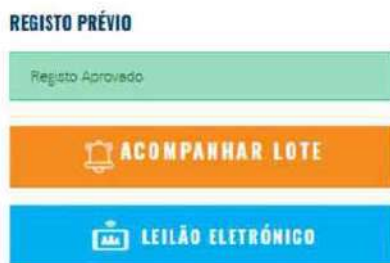 REGISTO PRÉVIO
Registo Aprovado
ACOMPANHAR LOTE
LEILÃO ELETRÓNICO